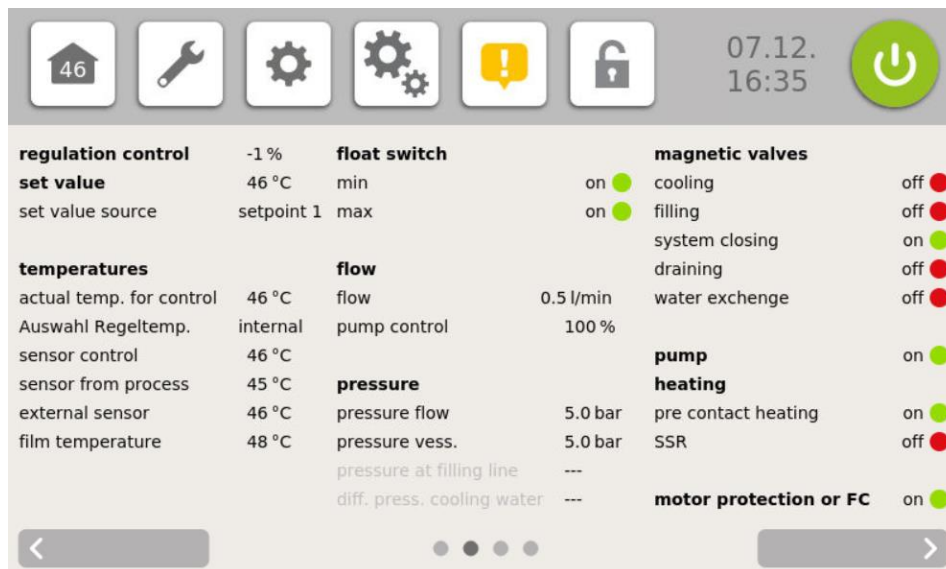 46
07.12.
16:35
regulation control -1 %
set value 46 °C
set value source setpoint 1
temperatures
actual temp. for control 46 °C
Auswahl Regeltemp. internal
sensor control 46 °C
sensor from process 45 °C
external sensor 46 °C
film temperature 48 °C
float switch
min on
max on
flow
flow 0.5 l/min
pump control 100 %
pressure
pressure flow 5.0 bar
pressure vess. 5.0 bar
pressure at filling line ---
diff. press. cooling water ---
magnetic valves
cooling off
filling off
system closing on
draining off
water exchenge off
pump on
heating
pre contact heating on
SSR off
motor protection or FC on